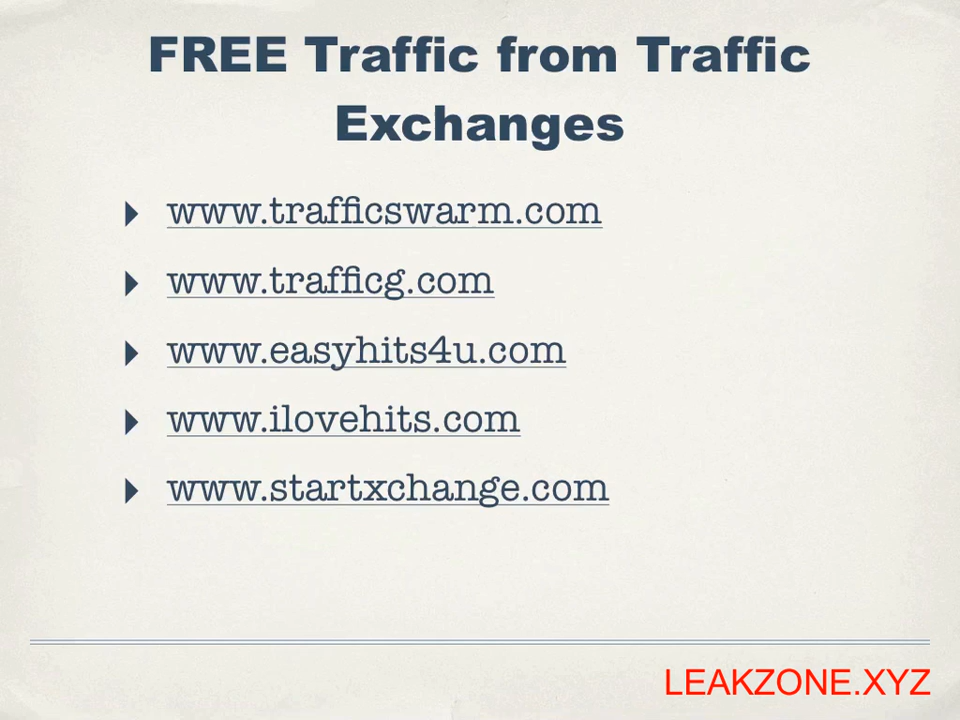 FREE Traffic from Traffic
Exchanges
www.trafficswarm.com
www.trafficg.com
www.easyhits4u.com
www.ilovehits.com
www.startxchange.com
LEAKZONE.XYZ